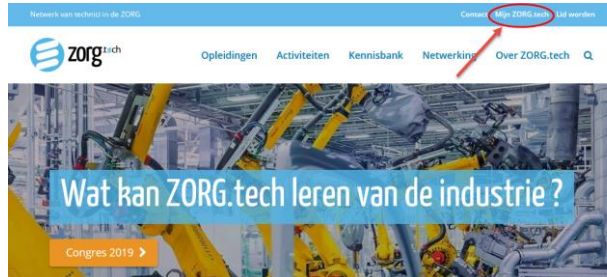 Netwerk van technici in de ZORG
Contact Mijn ZORG.tech Lid worden
zorg.tech Opleidingen Activiteiten Kennisbank Netwerking Over ZORG.tech
Wat kan ZORG.tech leren van de industrie ?
Congres 2019